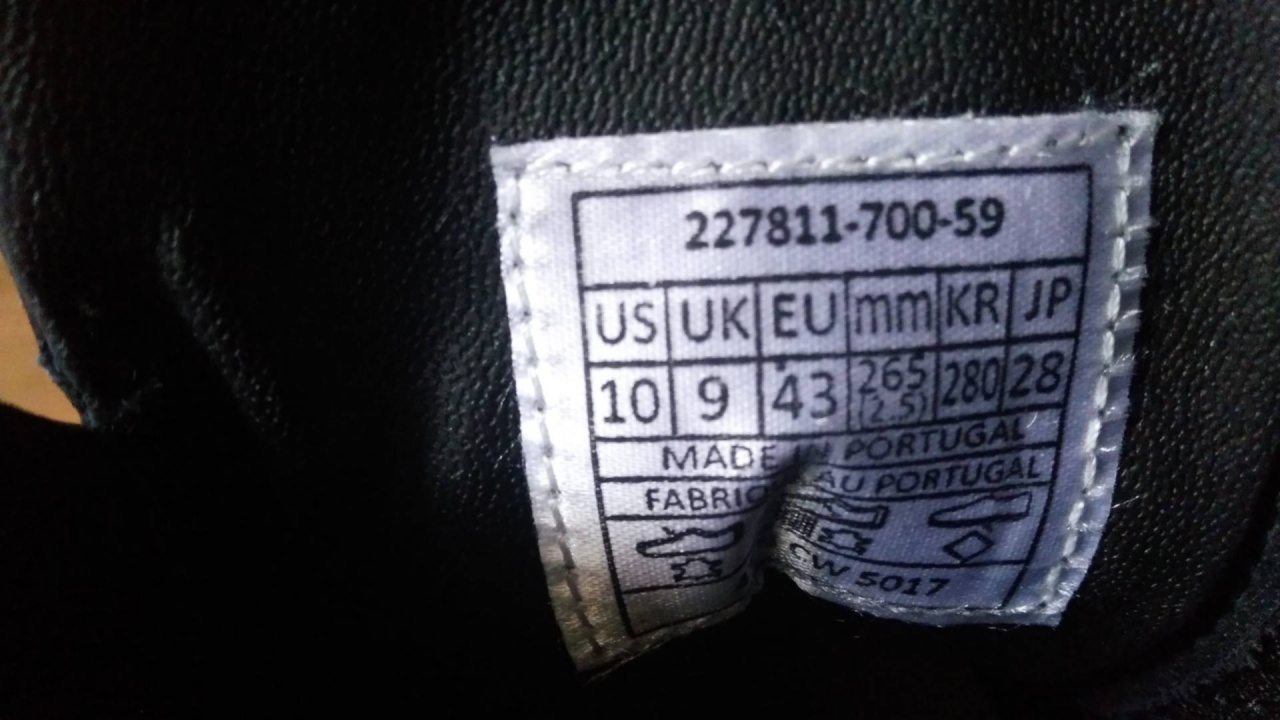 227811-700-59
US UK EU mm KR JP
10 9 43 265 280 28
(2.5)
MADE IN PORTUGAL
AU PORTUGAL
CW 5017